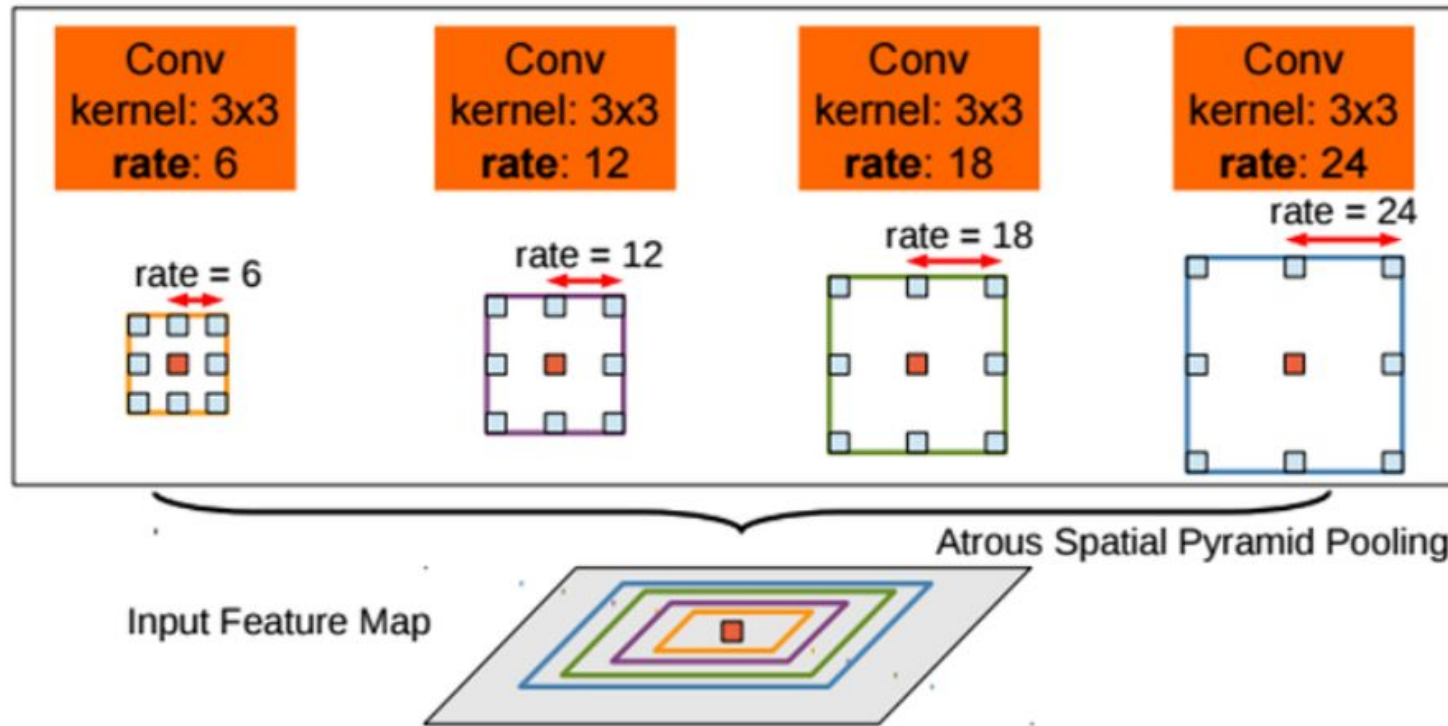 Conv
kernel: 3x3
rate: 6
Conv
kernel: 3x3
rate: 12
Conv
kernel: 3x3
rate: 18
Conv
kernel: 3x3
rate: 24
rate = 6
rate = 12
rate = 18
rate = 24
Atrous Spatial Pyramid Pooling
Input Feature Map